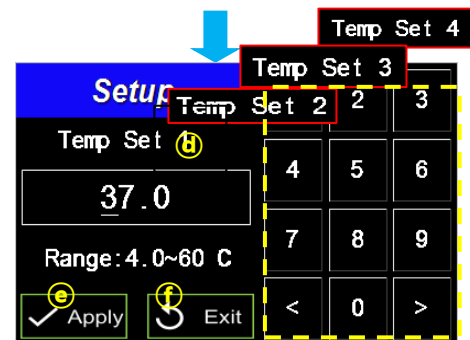 Temp Set 4
Temp Set 3
Temp Set 2
Setup
Temp Set 1
ⓓ
37.0
Range:4.0~60 C
ⓔ
Apply
ⓕ
Exit
2 3
4 5 6
7 8 9
< 0 >